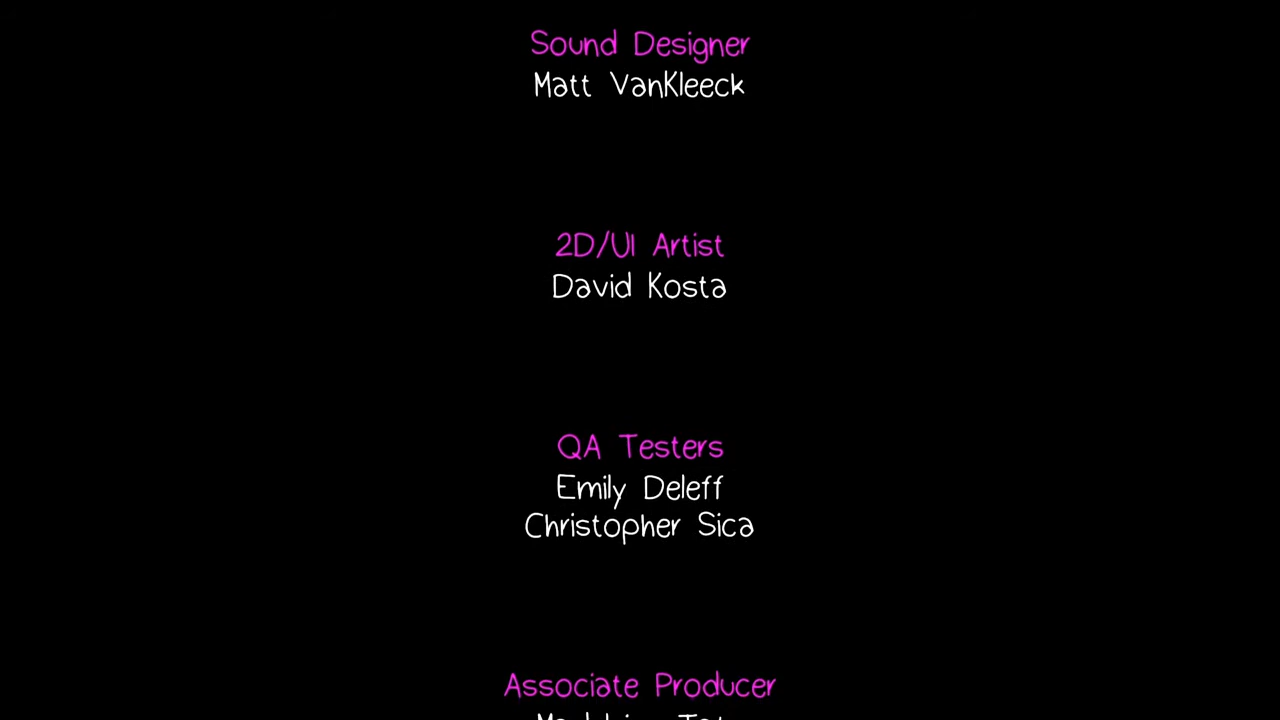 Sound Designer
Matt VanKleeck
2D/UI Artist
David Kosta
QA Testers
Emily Deleff
Christopher Sica
Associate Producer